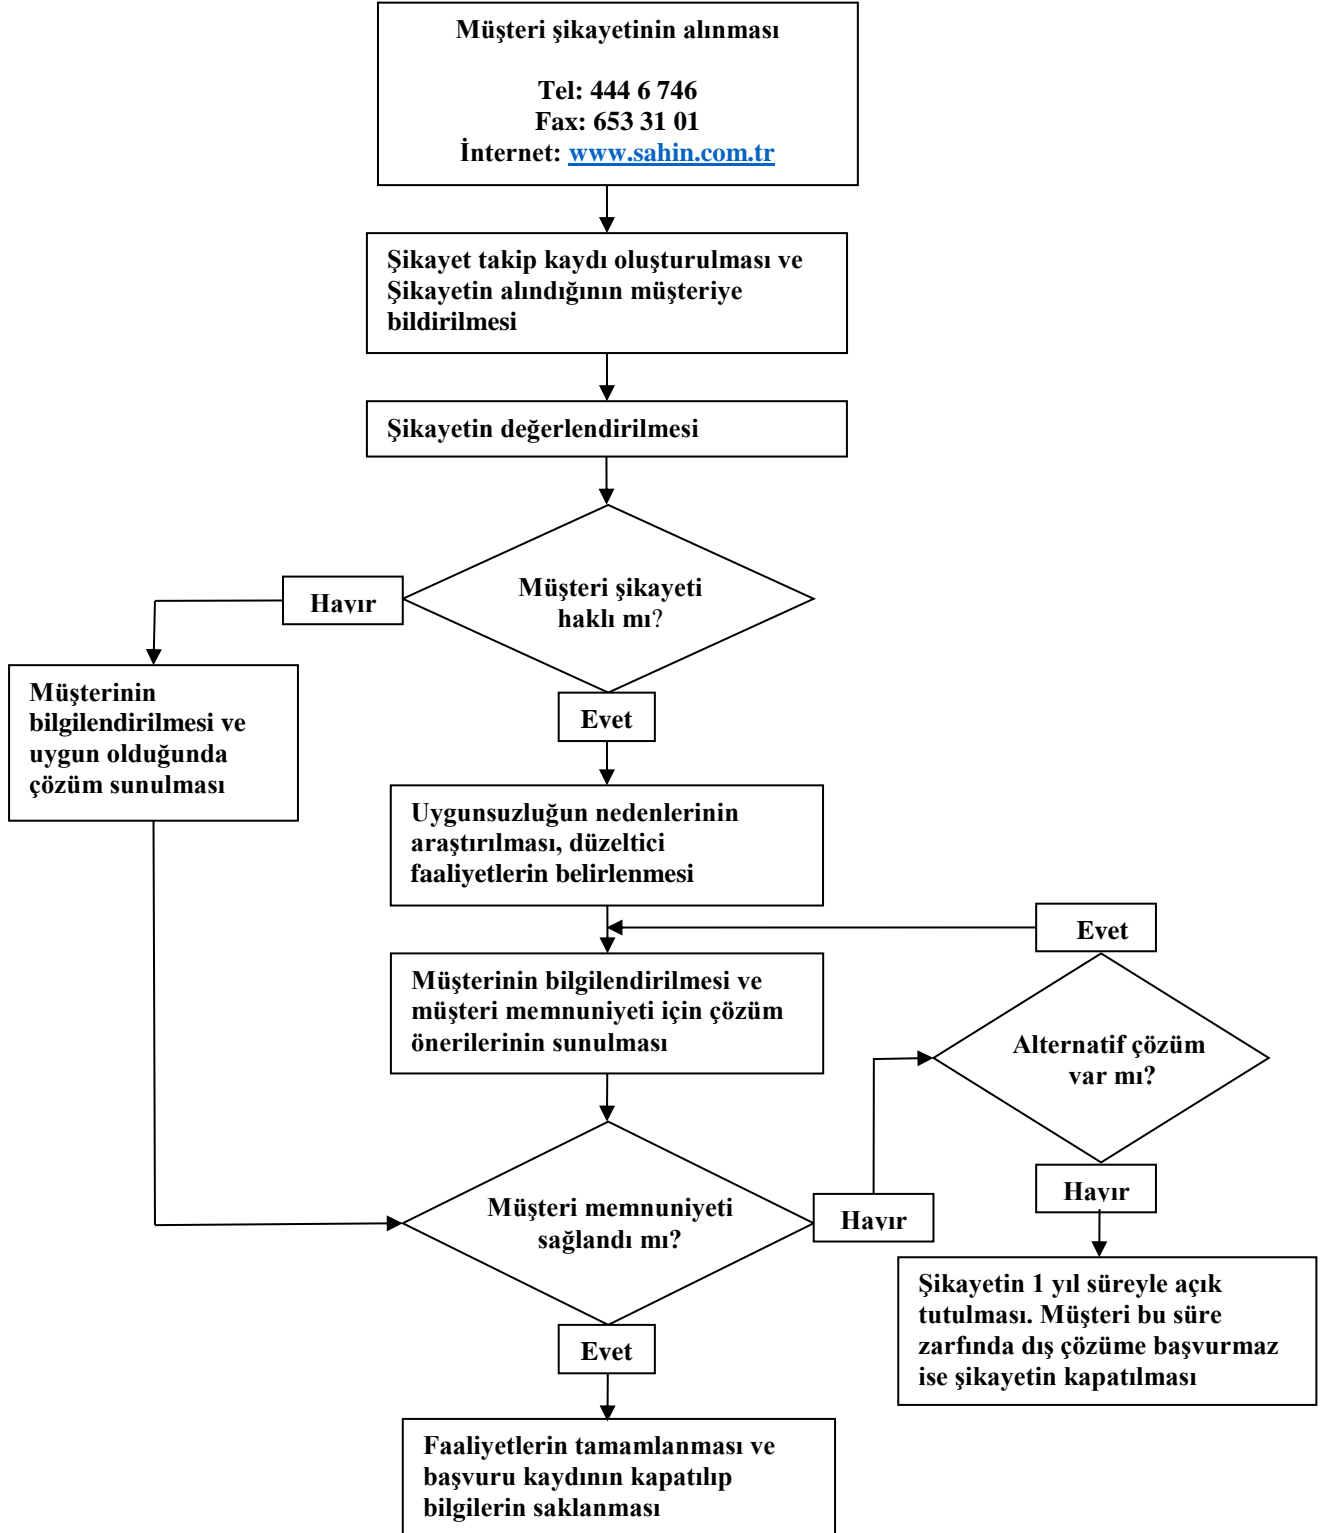 Müşteri şikayetinin alınması
Tel: 444 6 746
Fax: 653 31 01
İnternet: www.sahin.com.tr
Şikayet takip kaydı oluşturulması ve
Şikayetin alındığının müşteriye
bildirilmesi
Şikayetin değerlendirilmesi
Müşteri şikayeti
haklı mı?
Hayır
Müşterinin
bilgilendirilmesi ve
uygun olduğunda
çözüm sunulması
Evet
Uygunsuzluğun nedenlerinin
araştırılması, düzeltici
faaliyetlerin belirlenmesi
Evet
Müşterinin bilgilendirilmesi ve
müşteri memnuniyeti için çözüm
önerilerinin sunulması
Alternatif çözüm
var mı?
Hayır
Müşteri memnuniyeti
sağlandı mı?
Hayır
Şikayetin 1 yıl süreyle açık
tutulması. Müşteri bu süre
zarfında dış çözüme başvurmaz
ise şikayetin kapatılması
Evet
Faaliyetlerin tamamlanması ve
başvuru kaydının kapatılıp
bilgilerin saklanması